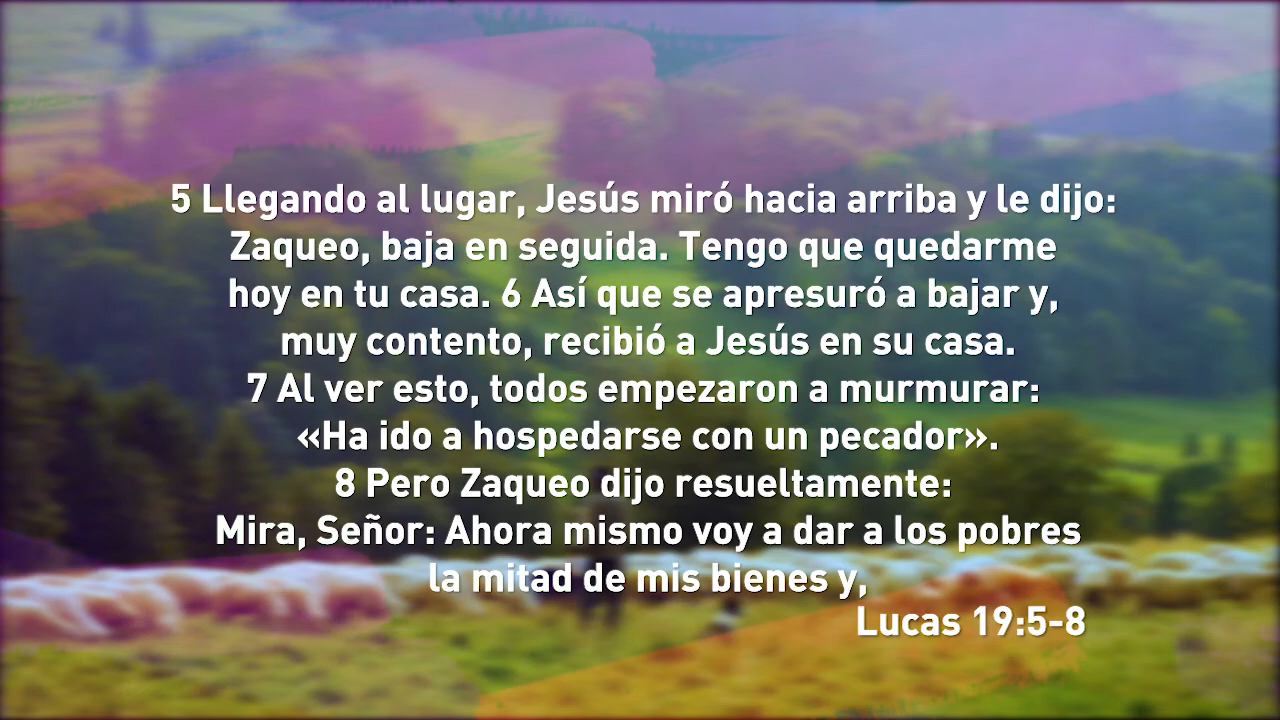 5 Llegando al lugar, Jesús miró hacia arriba y le dijo:
Zaqueo, baja en seguida. Tengo que quedarme
hoy en tu casa. 6 Así que se apresuró a bajar y,
muy contento, recibió a Jesús en su casa.
7 Al ver esto, todos empezaron a murmurar:
«Ha ido a hospedarse con un pecador».
8 Pero Zaqueo dijo resueltamente:
Mira, Señor: Ahora mismo voy a dar a los pobres
la mitad de mis bienes y,
Lucas 19:5-8